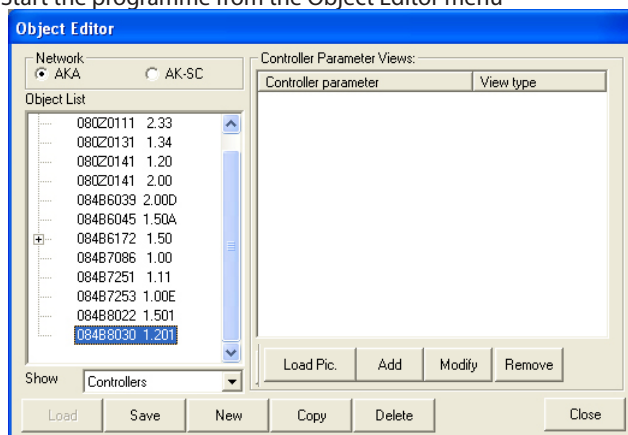 Start the programme from the Object Editor menu
Object Editor
Network
AKA
AK-SC
Object List
080Z0111 2.33
080Z0131 1.34
080Z0141 1.20
080Z0141 2.00
084B6039 2.00D
084B6045 1.50A
084B6172 1.50
084B7086 1.00
084B7251 1.11
084B7253 1.00E
084B8022 1.501
084B8030 1.201
Show Controllers
Controller Parameter Views:
Controller parameter View type
Load Pic. Add Modify Remove
Load Save New Copy Delete Close